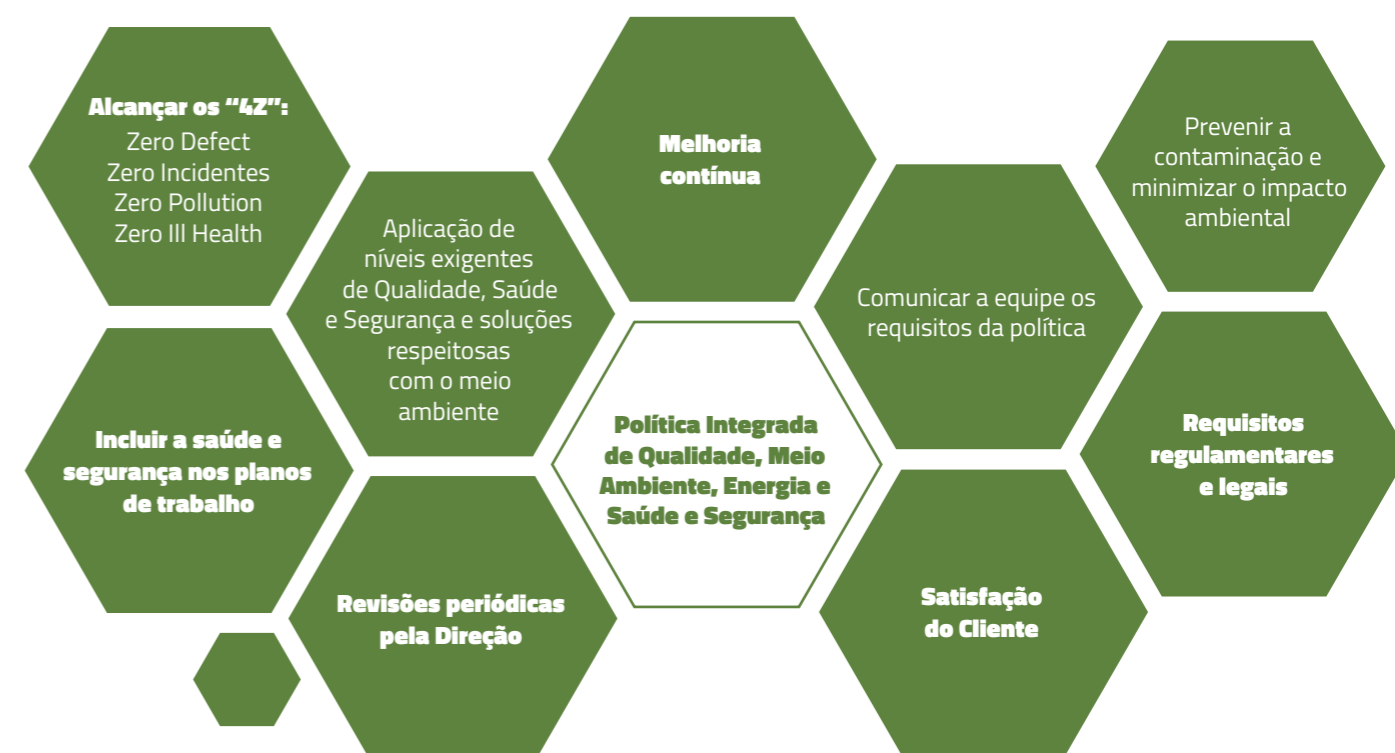 Alcançar os “4Z”:
Zero Defect
Zero Incidentes
Zero Pollution
Zero Ill Health
Aplicação de
níveis exigentes
de Qualidade, Saúde
e Segurança e soluções
respeitosas
com o meio
ambiente
Melhoria
contínua
Comunicar a equipe os
requisitos da política
Prevenir a
contaminação e
minimizar o impacto
ambiental
Incluir a saúde e
segurança nos planos
de trabalho
Revisões periódicas
pela Direção
Política Integrada
de Qualidade, Meio
Ambiente, Energia e
Saúde e Segurança
Satisfação
do Cliente
Requisitos
regulamentares
e legais